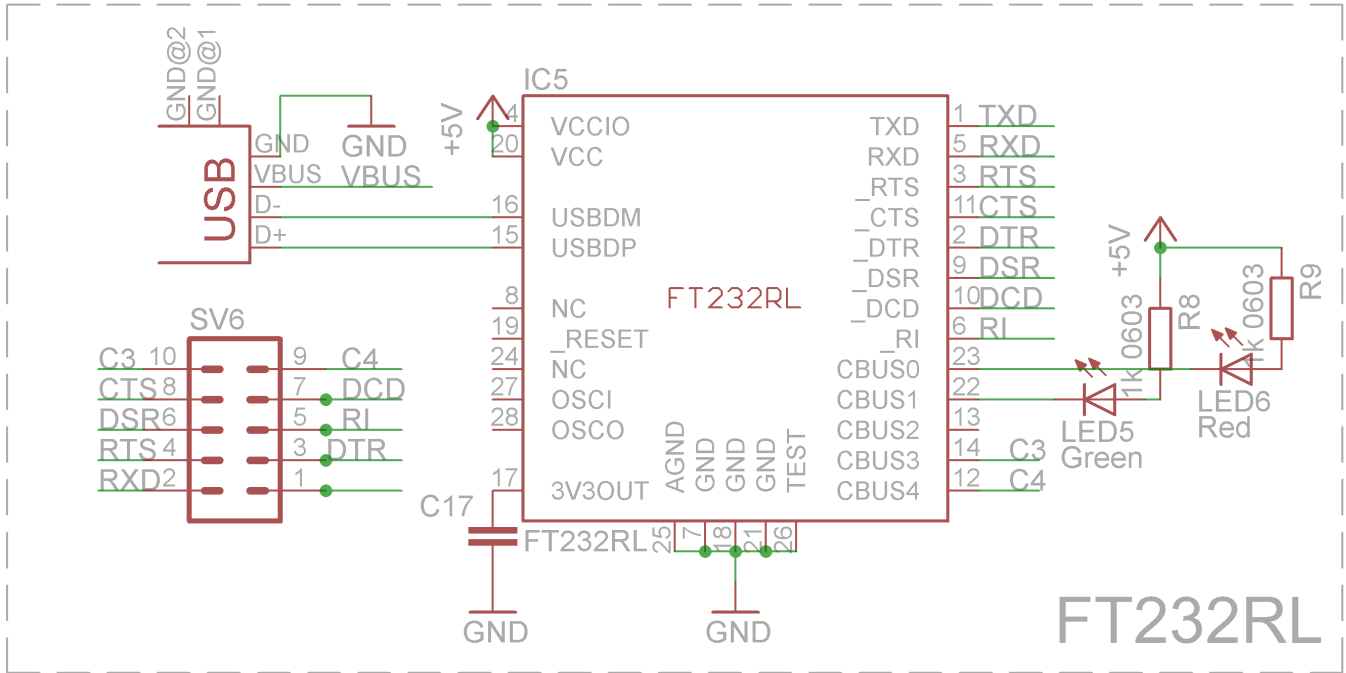 GND@2
GND@1
USB
GND
VBUS
D-
D+
GND
VBUS
+5V
IC5
4
20
16
15
8
19
24
27
28
17
VCCIO
VCC
USBDM
USBDP
NC
_RESET
NC
OSCI
OSCO
3V3OUT
FT232RL
AGND
GND
GND
GND
TEST
TXD
RXD
_RTS
_CTS
_DTR
_DSR
_DCD
_RI
CBUS0
CBUS1
CBUS2
CBUS3
CBUS4
1 TXD
5 RXD
3 RTS
11 CTS
2 DTR
9 DSR
10 DCD
6 RI
23
22
13
14 C3
12 C4
+5V
1k 0603
R8
1k 0603
R9
LED5
Green
LED6
Red
SV6
C3 10 9 C4
CTS 8 7 DCD
DSR 6 5 RI
RTS 4 3 DTR
RXD 2 1
C17
FT232RL
25
7
18
21
26
GND
GND
FT232RL